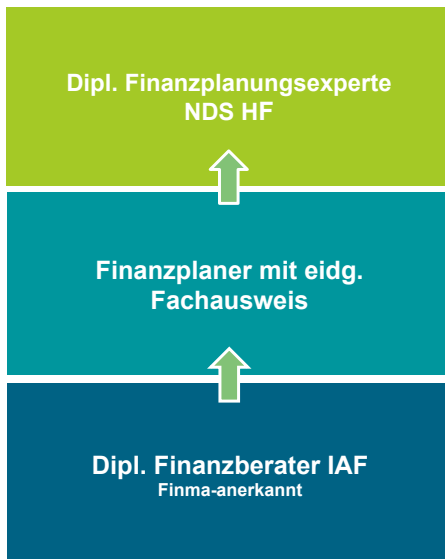 Dipl. Finanzplanungsexperte
NDS HF
Finanzplaner mit eidg.
Fachausweis
Dipl. Finanzberater IAF
Finma-anerkannt